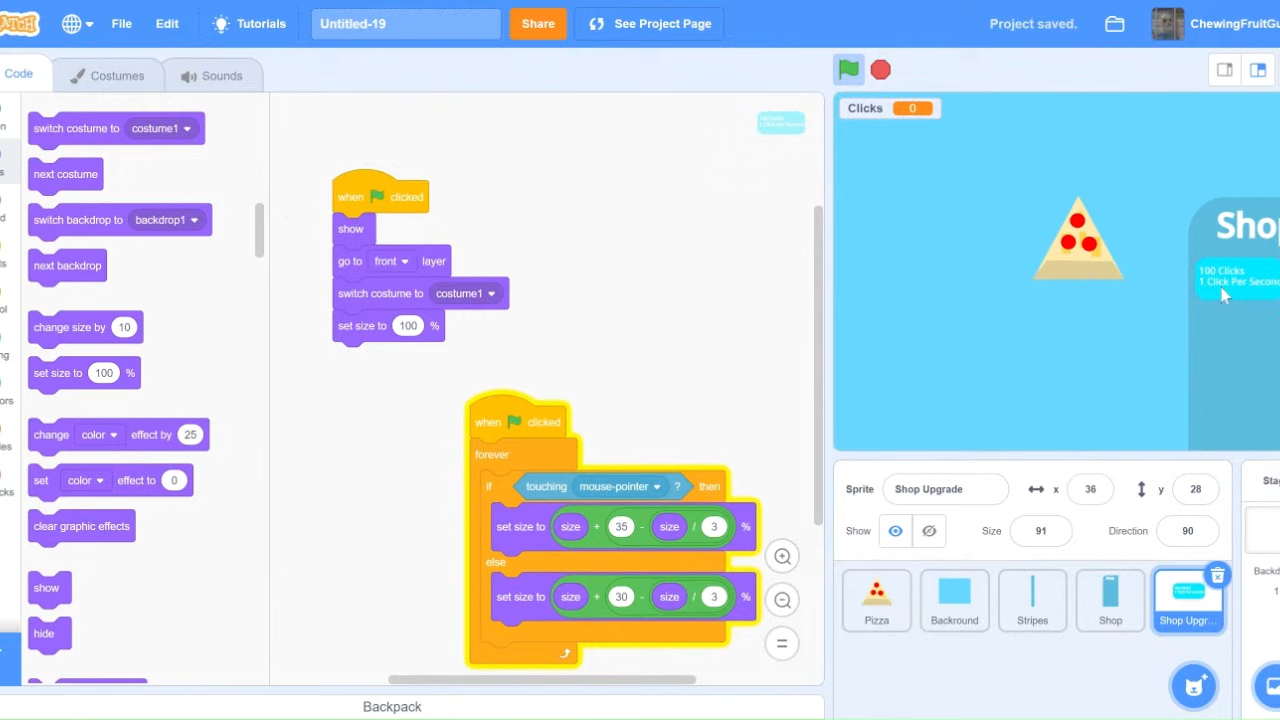 File Edit Tutorials Untitled-19 Share See Project Page Project saved. ChewingFruitGu
Code Costumes Sounds
switch costume to costume1
next costume
switch backdrop to backdrop1
next backdrop
change size by 10
set size to 100 %
change color effect by 25
set color effect to 0
clear graphic effects
show
hide
when clicked
show
go to front layer
switch costume to costume1
set size to 100 %
when clicked
forever
if touching mouse-pointer ? then
set size to size + 35 - size / 3 %
else
set size to size + 30 - size / 3 %
Backpack
Clicks 0
Sho
100 Clicks
1 Click Per Secon
Sprite Shop Upgrade x 36 y 28
Show Size 91 Direction 90
Pizza Backround Stripes Shop Shop Upgr...
Stag
Backd
1